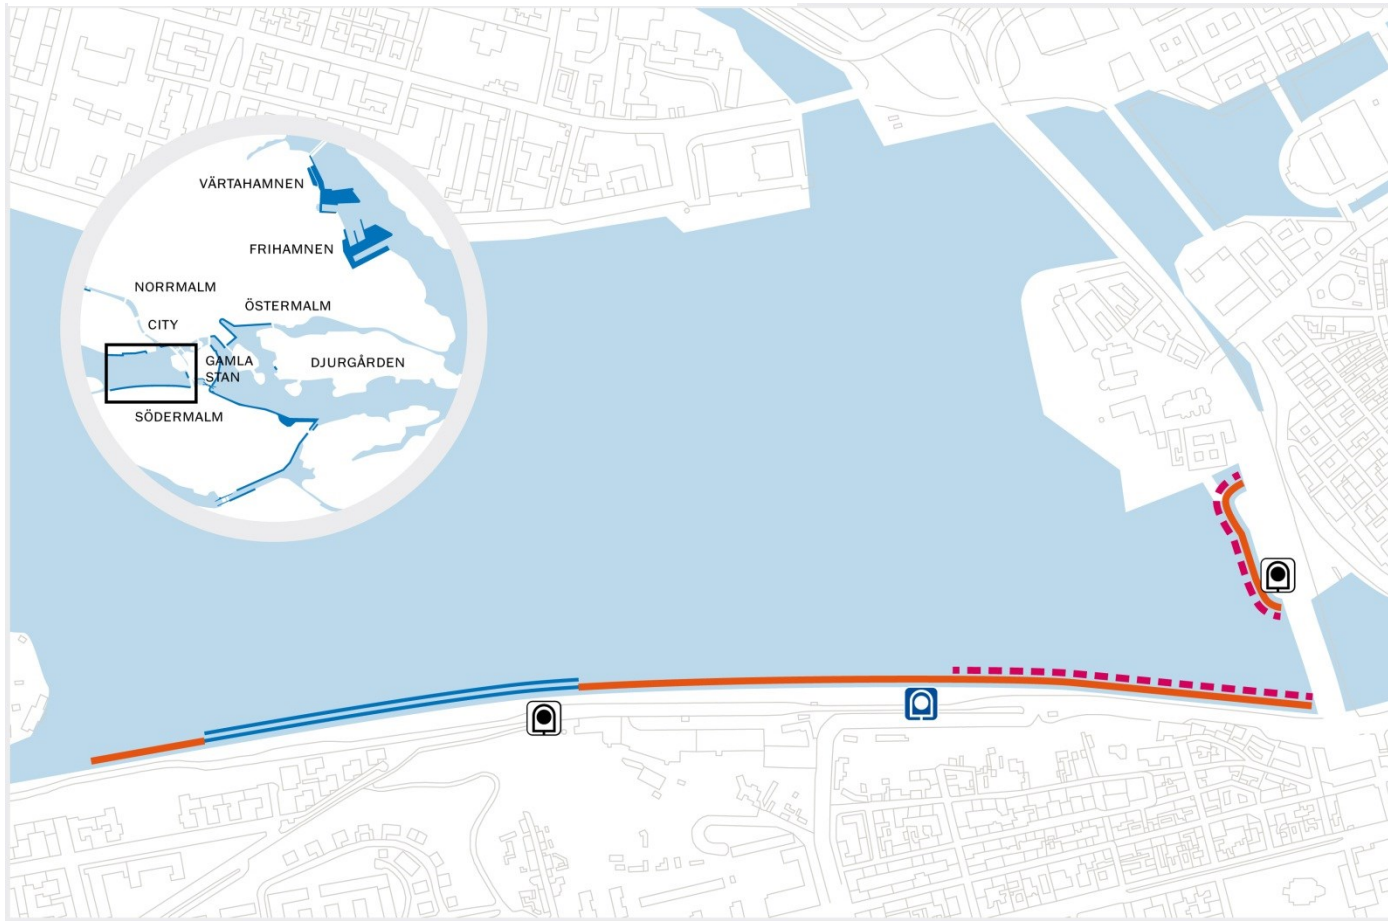 VÄRTAHAMNEN
FRIHAMNEN
NORRMALM
ÖSTERMALM
CITY
GAMLA
STAN
DJURGÅRDEN
SÖDERMALM